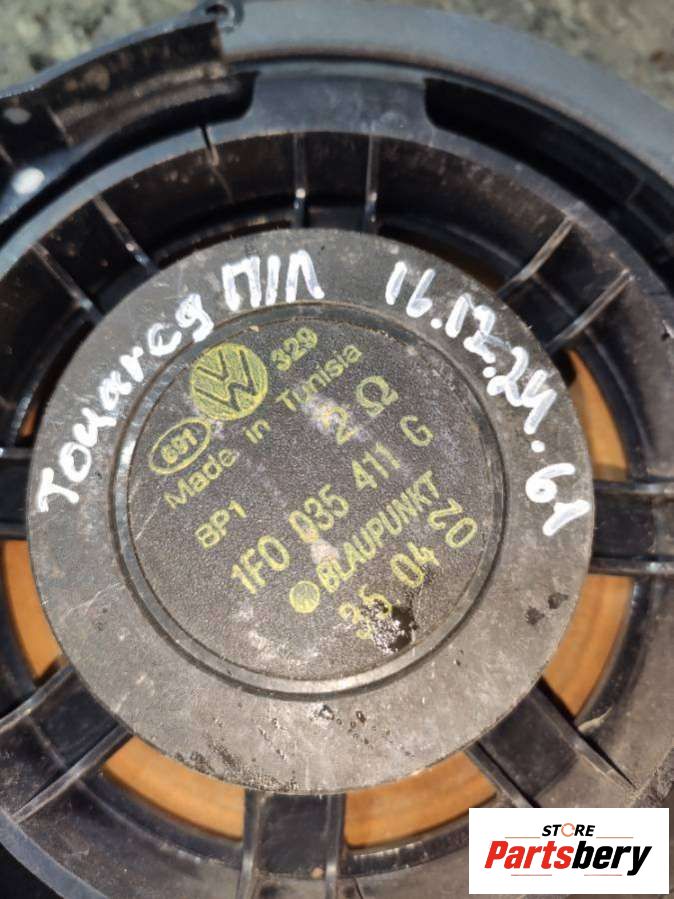 Touareg П/Л
16.12.24.61
329
681
Made in Tunisia
2 Ω
BP1
1F0 035 411 G
BLAUPUNKT
35 04 20
STORE
Partsbery